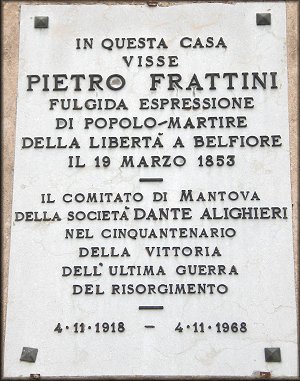 IN QUESTA CASA
VISSE
PIETRO FRATTINI
FULGIDA ESPRESSIONE
DI POPOLO-MARTIRE
DELLA LIBERTÀ A BELFIORE
IL 19 MARZO 1853
IL COMITATO DI MANTOVA
DELLA SOCIETÀ DANTE ALIGHIERI
NEL CINQUANTENARIO
DELLA VITTORIA
DELL'ULTIMA GUERRA
DEL RISORGIMENTO
4·11·1918 — 4·11·1968